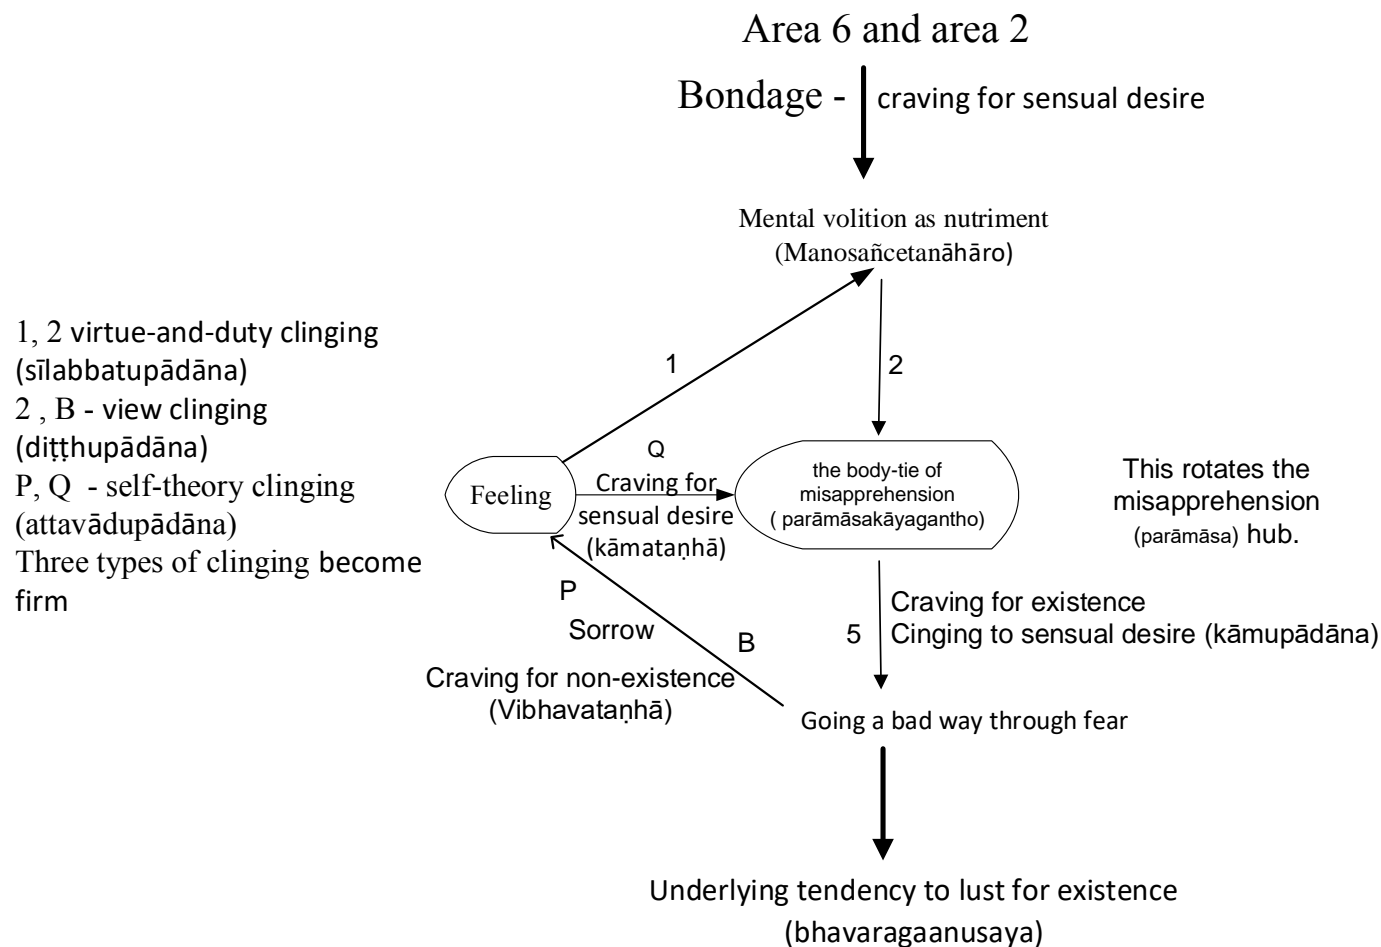 Area 6 and area 2
Bondage -
craving for sensual desire
Mental volition as nutriment
(Manosañcetanāhāro)
1, 2 virtue-and-duty clinging
(sīlabbatupādāna)
2 , B - view clinging
(diṭṭhupādāna)
P, Q - self-theory clinging
(attavādupādāna)
Three types of clinging become
firm
1
2
Feeling
Q
Craving for
sensual desire
(kāmataṇhā)
the body-tie of
misapprehension
( parāmāsakāyagantho)
This rotates the
misapprehension
(parāmāsa) hub.
P
Sorrow
B
Craving for non-existence
(Vibhavataṇhā)
5
Craving for existence
Cinging to sensual desire (kāmupādāna)
Going a bad way through fear
Underlying tendency to lust for existence
(bhavaragaanusaya)